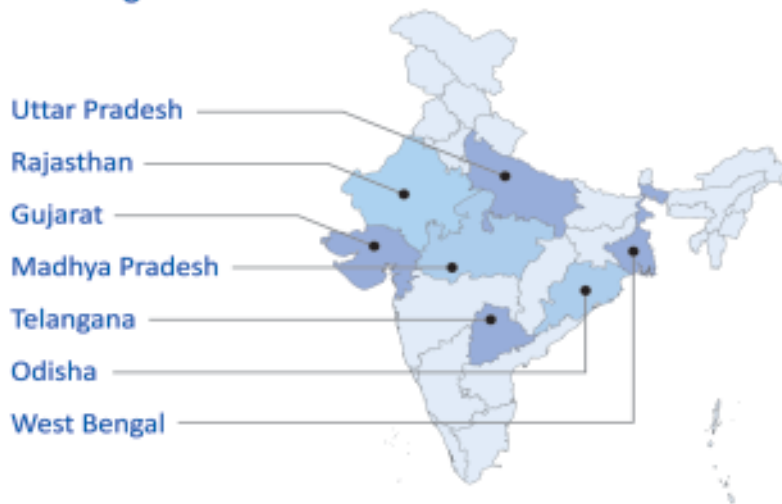 Uttar Pradesh
Rajasthan
Gujarat
Madhya Pradesh
Telangana
Odisha
West Bengal